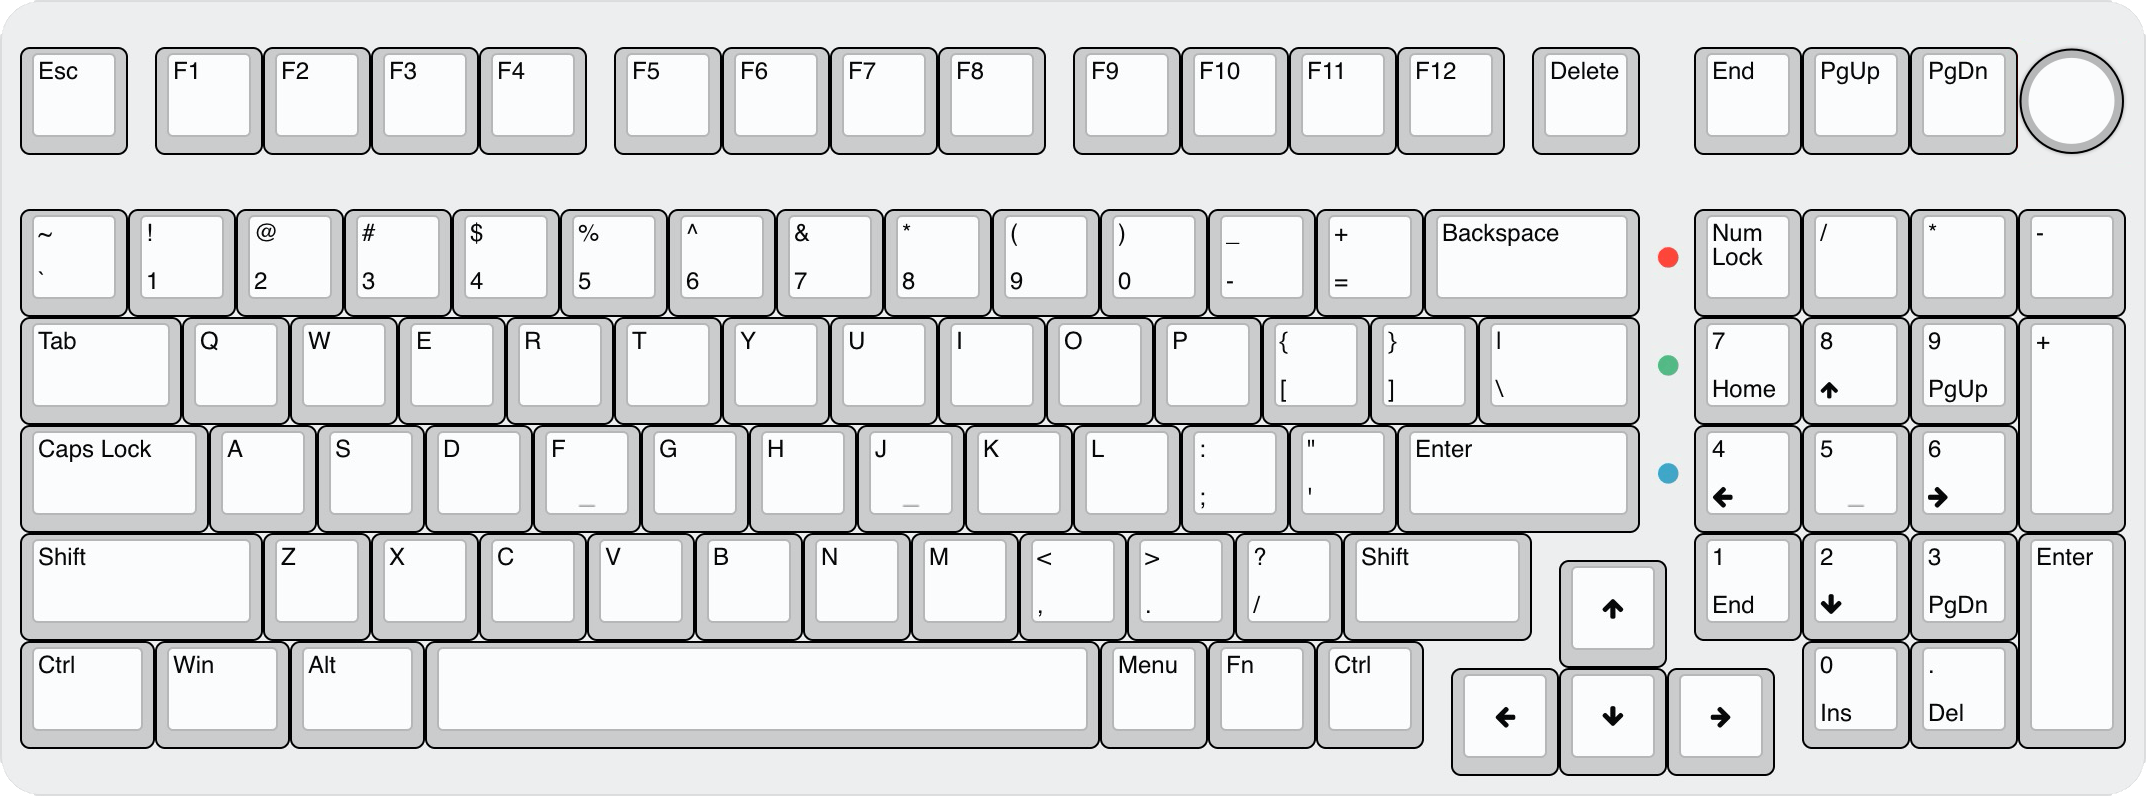 Esc F1 F2 F3 F4 F5 F6 F7 F8 F9 F10 F11 F12 Delete End PgUp PgDn
~ ! @ # $ % ^ & * ( ) _ + Backspace Num / * -
Lock
` 1 2 3 4 5 6 7 8 9 0 - =
Tab Q W E R T Y U I O P { } | 7 8 9 +
[ ] \ Home ↑ PgUp
Caps Lock A S D F G H J K L : " Enter 4 5 6
_ _ ; ' ← _ →
Shift Z X C V B N M < > ? Shift 1 2 3 Enter
, . / ↑ End ↓ PgDn
Ctrl Win Alt Menu Fn Ctrl 0 .
← ↓ → Ins Del